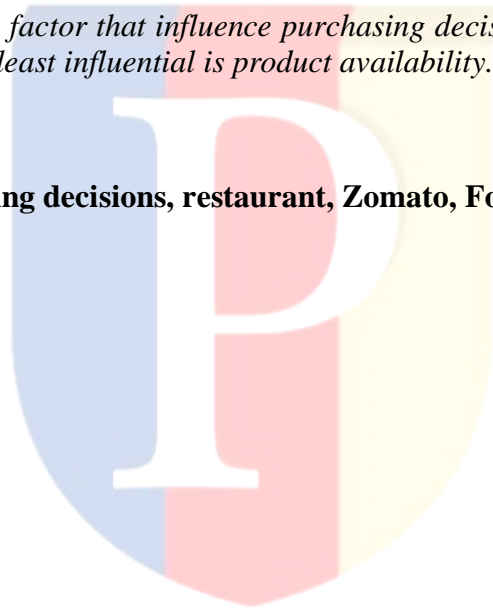 factor that influence purchasing decis
least influential is product availability.
ng decisions, restaurant, Zomato, Fo
P